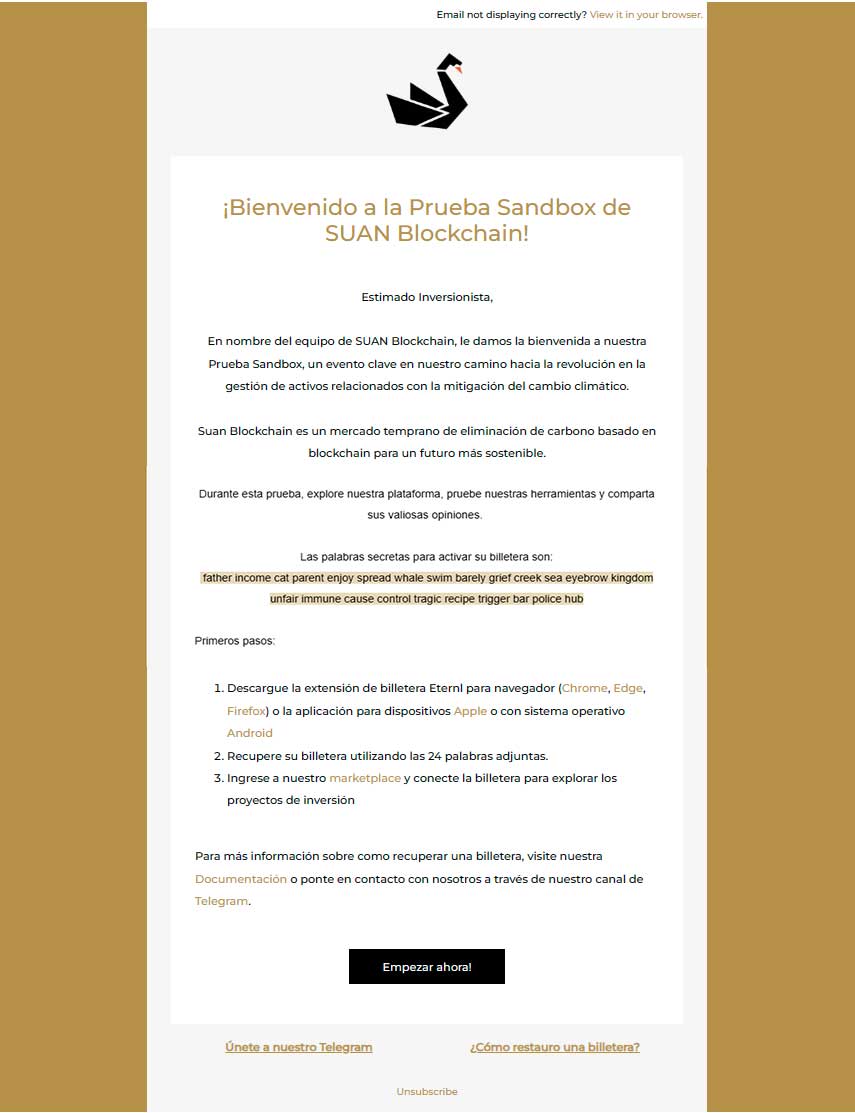 Email not displaying correctly? View it in your browser.
¡Bienvenido a la Prueba Sandbox de
SUAN Blockchain!
Estimado Inversionista,
En nombre del equipo de SUAN Blockchain, le damos la bienvenida a nuestra
Prueba Sandbox, un evento clave en nuestro camino hacia la revolución en la
gestión de activos relacionados con la mitigación del cambio climático.
Suan Blockchain es un mercado temprano de eliminación de carbono basado en
blockchain para un futuro más sostenible.
Durante esta prueba, explore nuestra plataforma, pruebe nuestras herramientas y comparta
sus valiosas opiniones.
Las palabras secretas para activar su billetera son:
father income cat parent enjoy spread whale swim barely grief creek sea eyebrow kingdom
unfair immune cause control tragic recipe trigger bar police hub
Primeros pasos:
1. Descargue la extensión de billetera Eternl para navegador (Chrome, Edge,
Firefox) o la aplicación para dispositivos Apple o con sistema operativo
Android
2. Recupere su billetera utilizando las 24 palabras adjuntas.
3. Ingrese a nuestro marketplace y conecte la billetera para explorar los
proyectos de inversión
Para más información sobre como recuperar una billetera, visite nuestra
Documentación o ponte en contacto con nosotros a través de nuestro canal de
Telegram.
Empezar ahora!
Únete a nuestro Telegram
¿Cómo restauro una billetera?
Unsubscribe